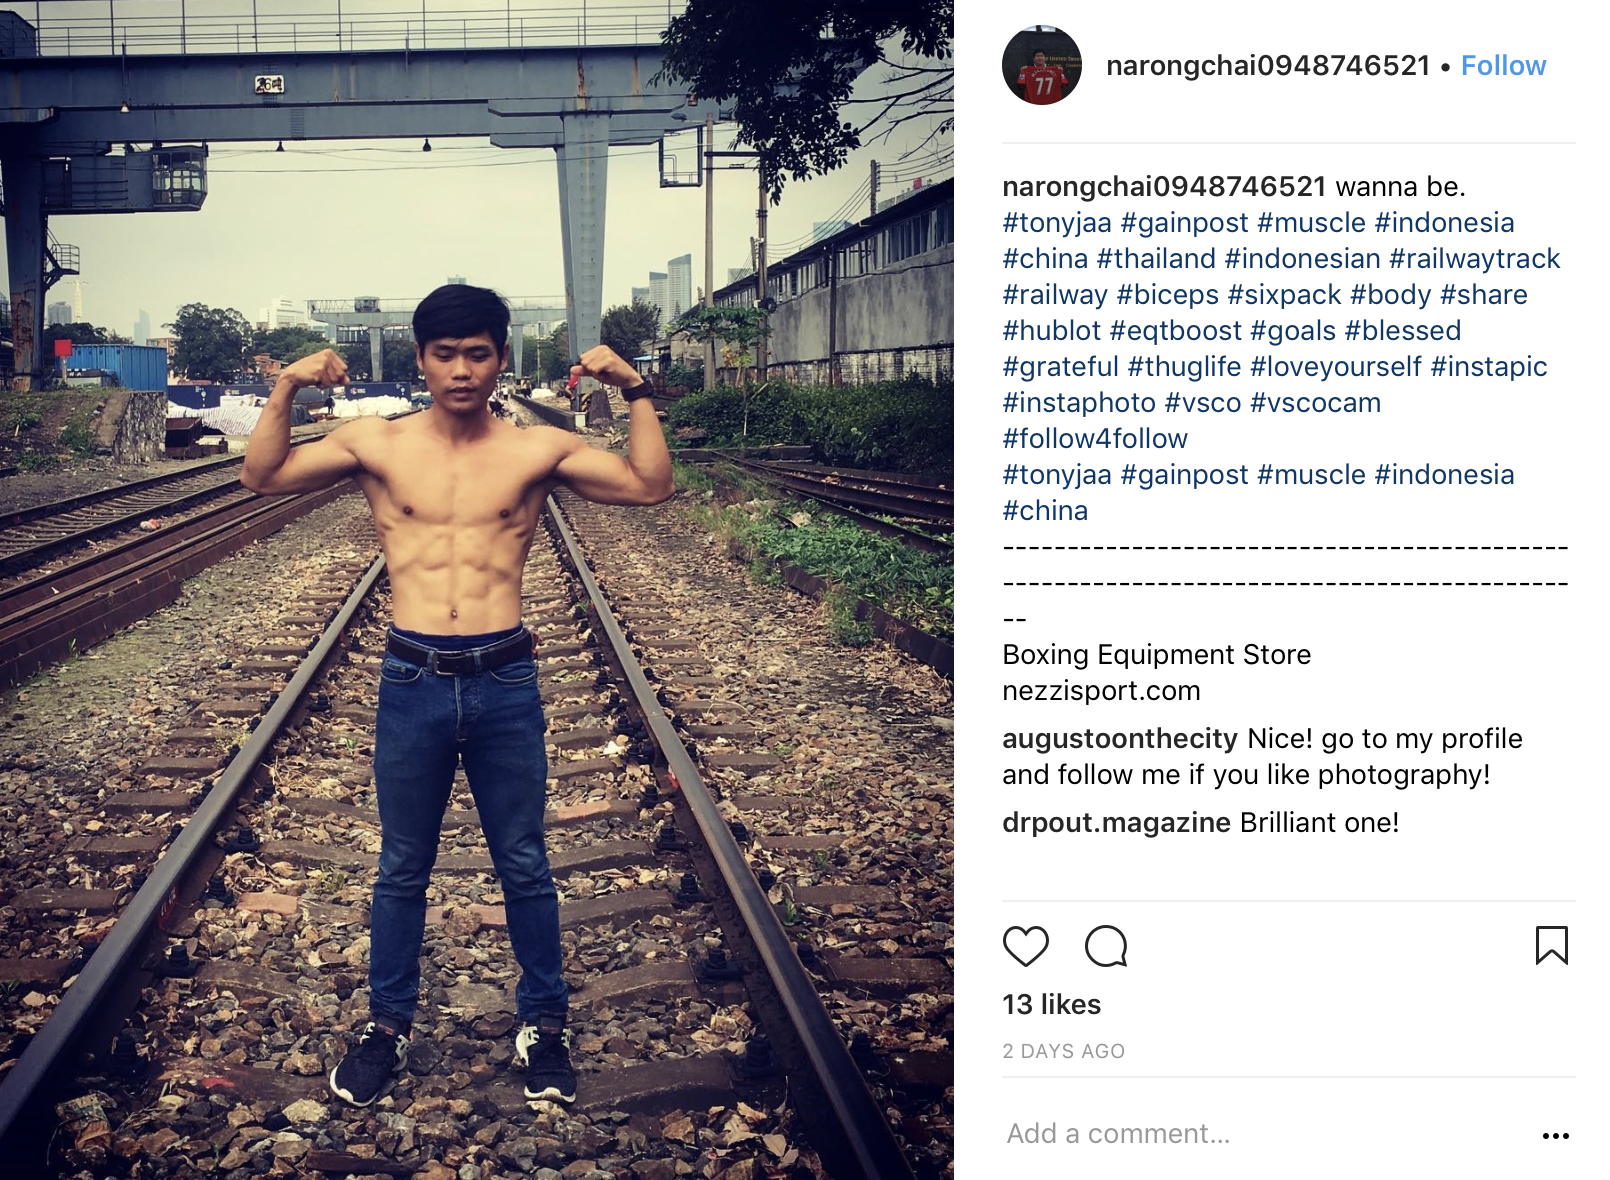 264
77
narongchai0948746521 • Follow
narongchai0948746521 wanna be.
#tonyjaa #gainpost #muscle #indonesia
#china #thailand #indonesian #railwaytrack
#railway #biceps #sixpack #body #share
#hublot #eqtboost #goals #blessed
#grateful #thuglife #loveyourself #instapic
#instaphoto #vsco #vscocam
#follow4follow
#tonyjaa #gainpost #muscle #indonesia
#china
--------------------------------------------
--------------------------------------------
--
Boxing Equipment Store
nezzisport.com
augustoonthecity Nice! go to my profile
and follow me if you like photography!
drpout.magazine Brilliant one!
13 likes
2 DAYS AGO
Add a comment...